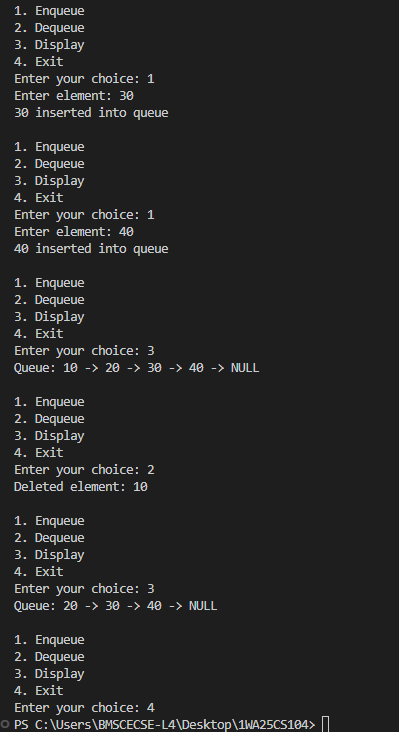 1. Enqueue
2. Dequeue
3. Display
4. Exit
Enter your choice: 1
Enter element: 30
30 inserted into queue
1. Enqueue
2. Dequeue
3. Display
4. Exit
Enter your choice: 1
Enter element: 40
40 inserted into queue
1. Enqueue
2. Dequeue
3. Display
4. Exit
Enter your choice: 3
Queue: 10 -> 20 -> 30 -> 40 -> NULL
1. Enqueue
2. Dequeue
3. Display
4. Exit
Enter your choice: 2
Deleted element: 10
1. Enqueue
2. Dequeue
3. Display
4. Exit
Enter your choice: 3
Queue: 20 -> 30 -> 40 -> NULL
1. Enqueue
2. Dequeue
3. Display
4. Exit
Enter your choice: 4
PS C:\Users\BMSCECSE-L4\Desktop\1WA25CS104>